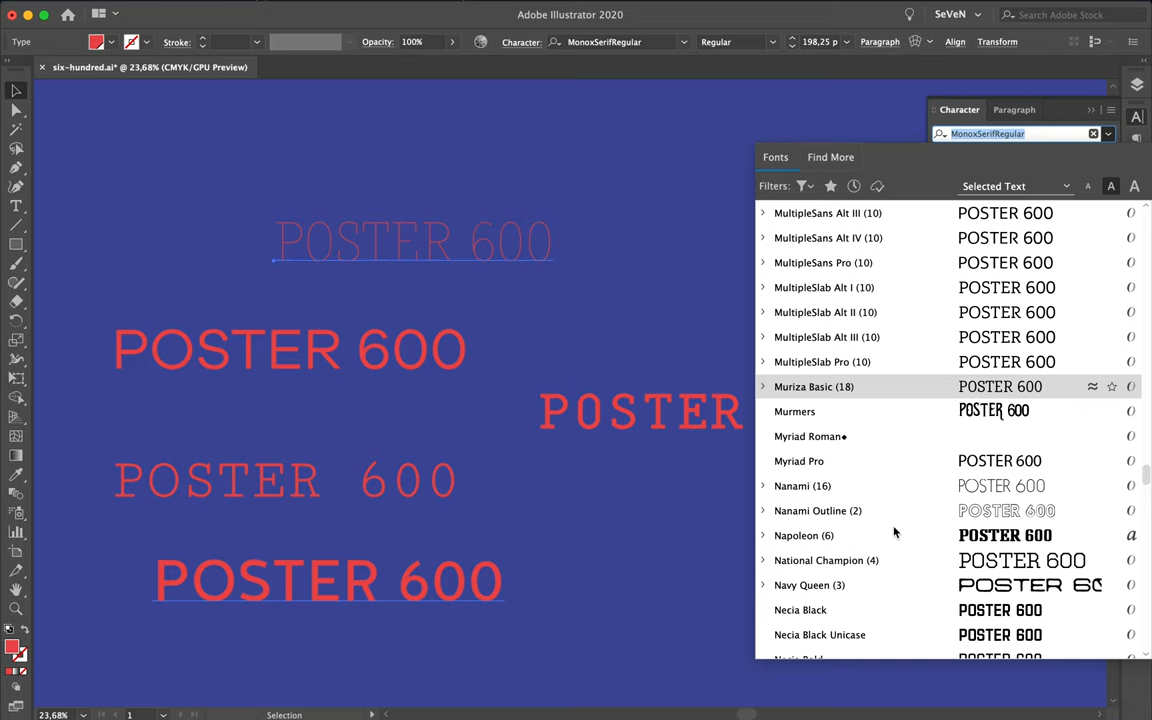 Adobe Illustrator 2020
SeVeN
Search Adobe Stock
Type
Stroke:
Opacity:
100%
Character:
MonoxSerifRegular
Regular
198,25 p
Paragraph
Align
Transform
× six-hundred.ai* @ 23,68% (CMYK/GPU Preview)
Character
Paragraph
MonoxSerifRegular
Fonts
Find More
Filters:
Selected Text
A
A
A
MultipleSans Alt III (10) POSTER 600
MultipleSans Alt IV (10) POSTER 600
MultipleSans Pro (10) POSTER 600
MultipleSlab Alt I (10) POSTER 600
MultipleSlab Alt II (10) POSTER 600
MultipleSlab Alt III (10) POSTER 600
MultipleSlab Pro (10) POSTER 600
Muriza Basic (18) POSTER 600
Murmers POSTER 600
Myriad Roman
Myriad Pro POSTER 600
Nanami (16) POSTER 600
Nanami Outline (2) POSTER 600
Napoleon (6) POSTER 600
National Champion (4) POSTER 600
Navy Queen (3) POSTER 60
Necia Black POSTER 600
Necia Black Unicase POSTER 600
POSTER 600
POSTER 600
POSTER
POSTER 600
POSTER 600
23,68%
1
Selection